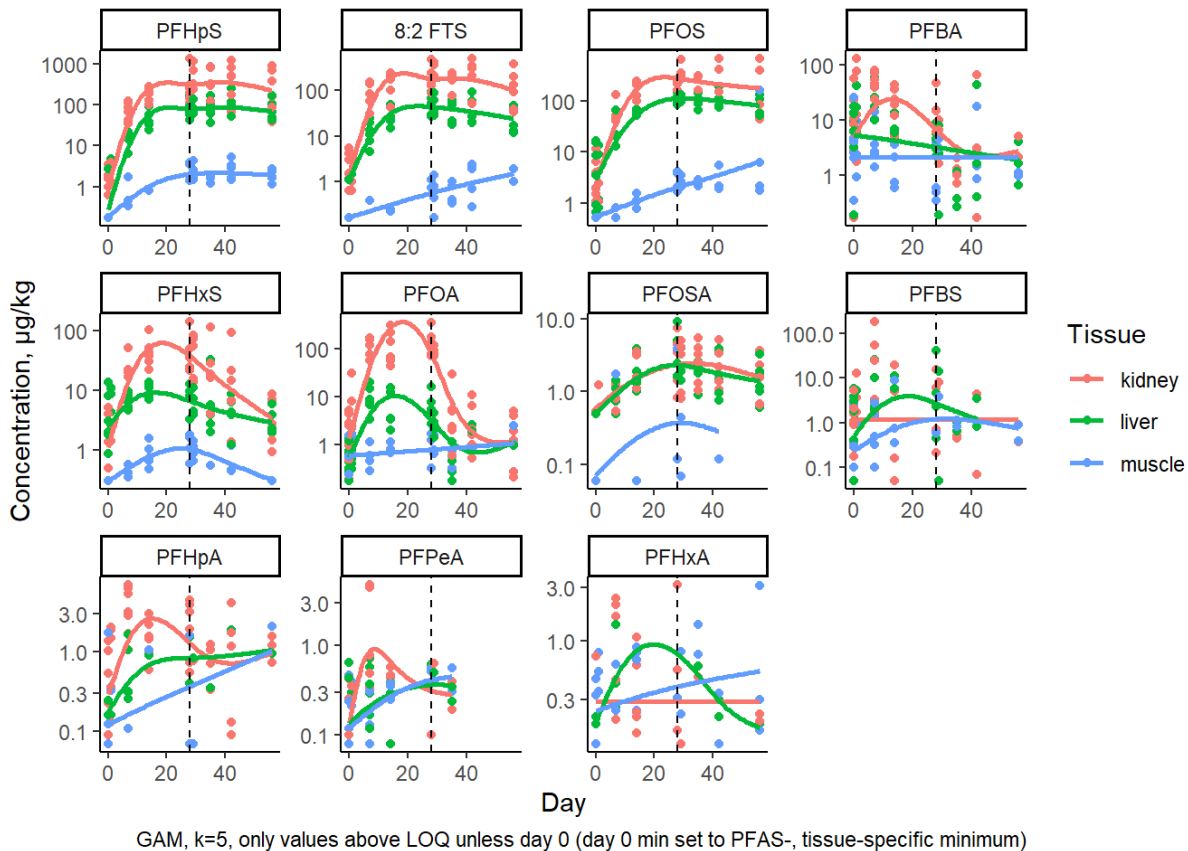 PFHpS 8:2 FTS PFOS PFBA
1000
100
10
1
0 20 40
100
10
1
0 20 40
100
10
1
0 20 40
100
10
1
0 20 40
PFHxS PFOA PFOSA PFBS
100
10
1
0 20 40
100
10
1
0 20 40
10.0
1.0
0.1
0 20 40
100.0
10.0
1.0
0.1
0 20 40
PFHpA PFPeA PFHxA
3.0
1.0
0.3
0.1
0 20 40
3.0
1.0
0.3
0.1
0 20 40
3.0
1.0
0.3
0 20 40
Concentration, µg/kg
Day
Tissue
kidney
liver
muscle
GAM, k=5, only values above LOQ unless day 0 (day 0 min set to PFAS-, tissue-specific minimum)